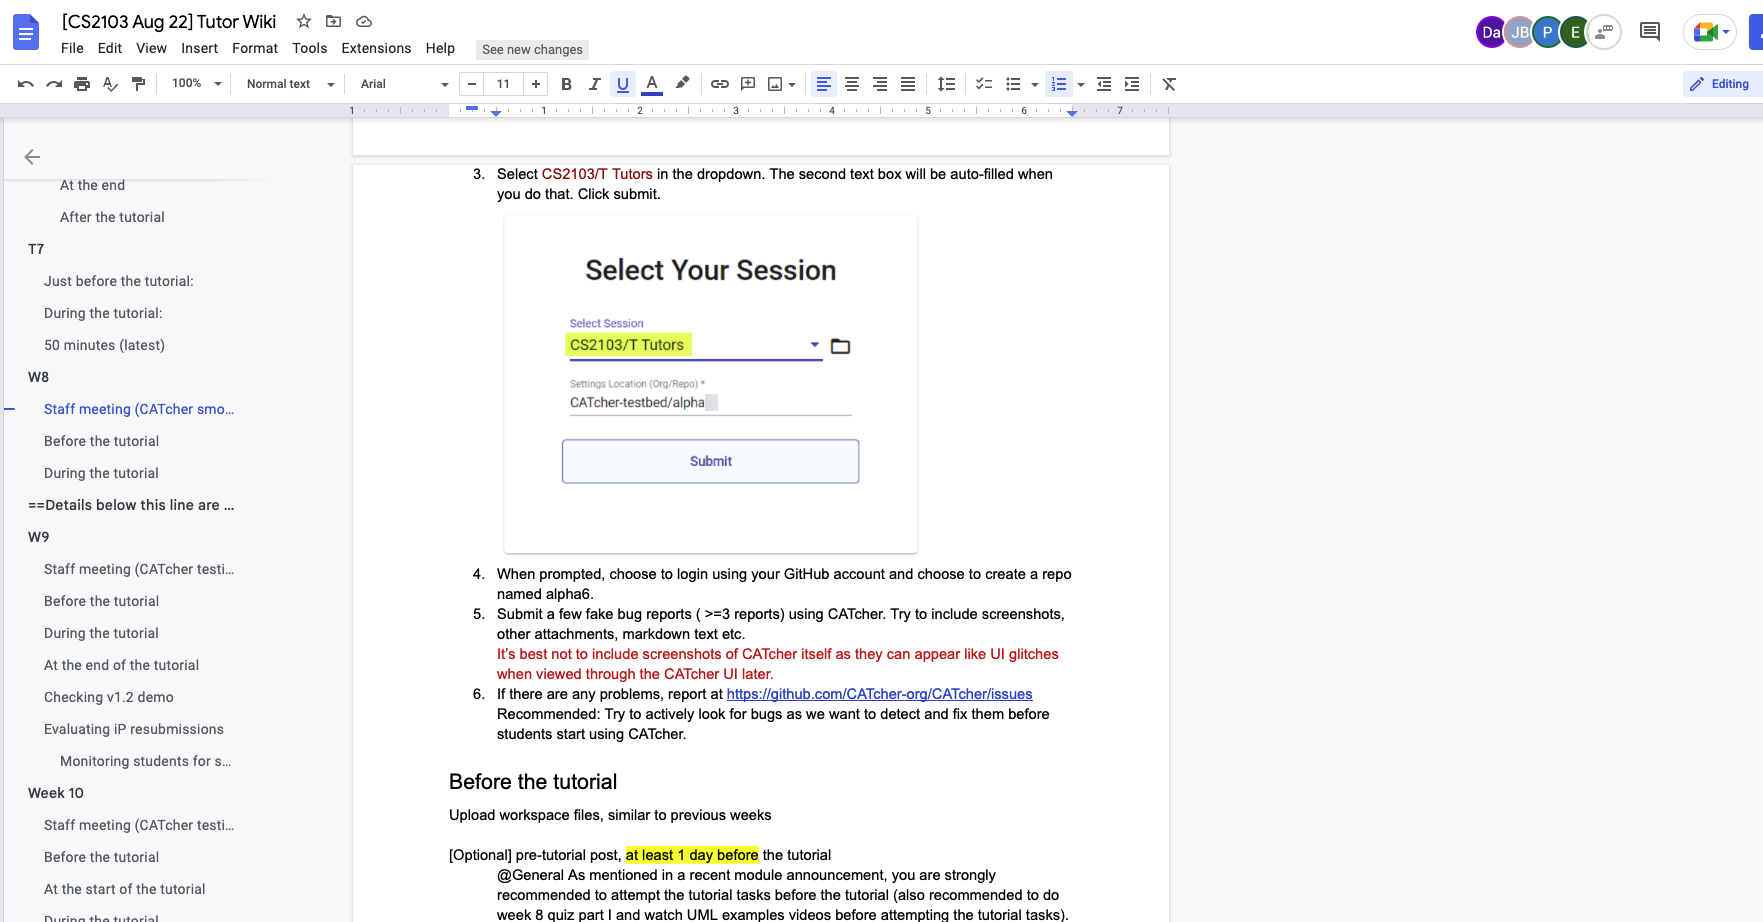 [CS2103 Aug 22] Tutor Wiki
File Edit View Insert Format Tools Extensions Help See new changes
Da JB P E
100% Normal text Arial − 11 + B I U A Editing
1 1 2 3 4 5 6 7
At the end
After the tutorial
T7
Just before the tutorial:
During the tutorial:
50 minutes (latest)
W8
Staff meeting (CATcher smo...
Before the tutorial
During the tutorial
==Details below this line are ...
W9
Staff meeting (CATcher testi...
Before the tutorial
During the tutorial
At the end of the tutorial
Checking v1.2 demo
Evaluating iP resubmissions
Monitoring students for s...
Week 10
Staff meeting (CATcher testi...
Before the tutorial
At the start of the tutorial
During the tutorial
3. Select CS2103/T Tutors in the dropdown. The second text box will be auto-filled when
you do that. Click submit.
Select Your Session
Select Session
CS2103/T Tutors
Settings Location (Org/Repo) *
CATcher-testbed/alpha
Submit
4. When prompted, choose to login using your GitHub account and choose to create a repo
named alpha6.
5. Submit a few fake bug reports ( >=3 reports) using CATcher. Try to include screenshots,
other attachments, markdown text etc.
It's best not to include screenshots of CATcher itself as they can appear like UI glitches
when viewed through the CATcher UI later.
6. If there are any problems, report at https://github.com/CATcher-org/CATcher/issues
Recommended: Try to actively look for bugs as we want to detect and fix them before
students start using CATcher.
Before the tutorial
Upload workspace files, similar to previous weeks
[Optional] pre-tutorial post, at least 1 day before the tutorial
@General As mentioned in a recent module announcement, you are strongly
recommended to attempt the tutorial tasks before the tutorial (also recommended to do
week 8 quiz part I and watch UML examples videos before attempting the tutorial tasks).